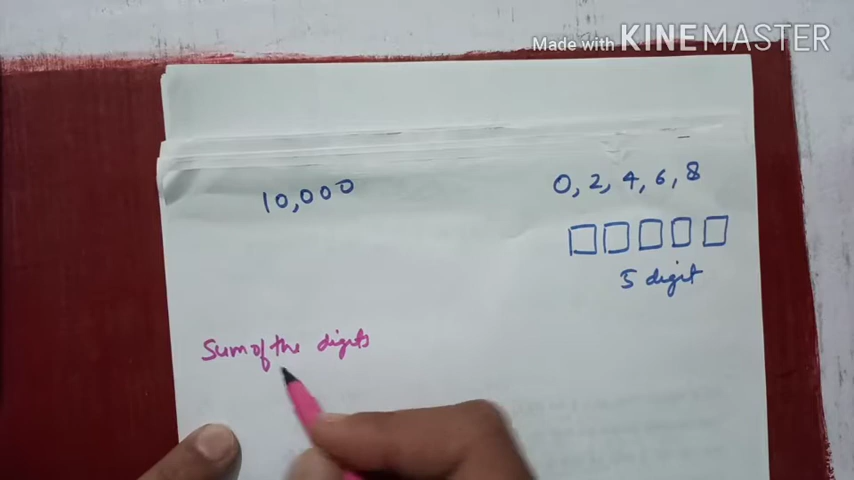 Made with KINEMASTER
10,000
0, 2, 4, 6, 8
5 digit
Sum of the digits